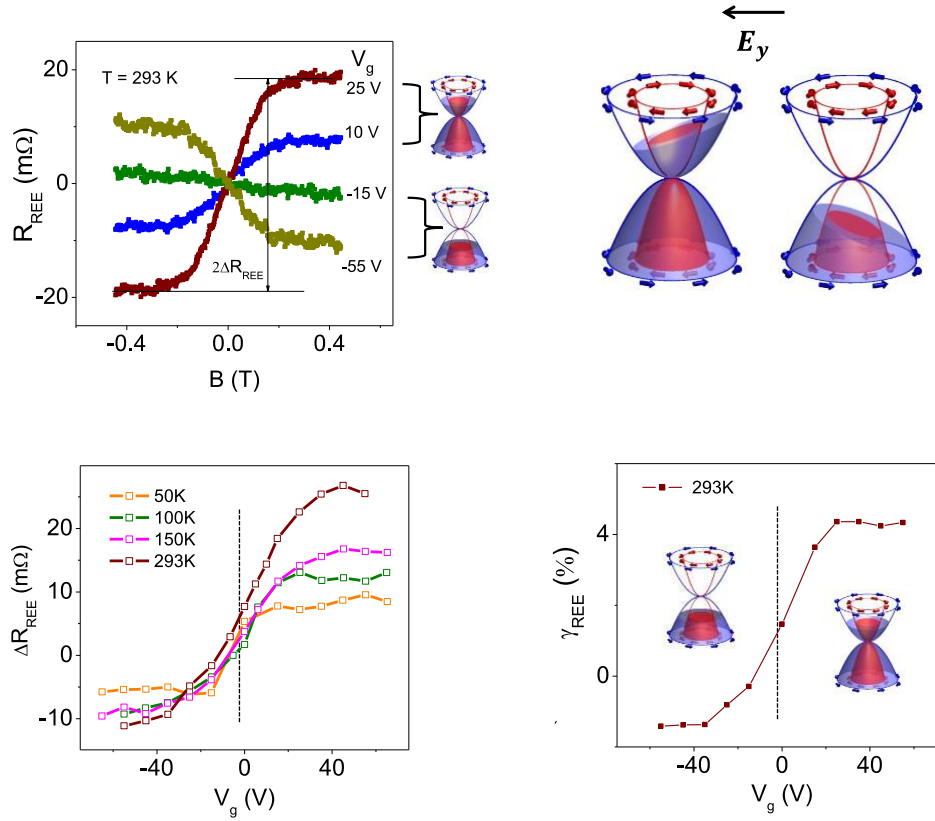 E_y
T = 293 K
V_g
25 V
10 V
-15 V
-55 V
2ΔR_REE
20
0
-20
R_REE (mΩ)
-0.4
0.0
0.4
B (T)
50K
100K
150K
293K
20
10
0
-10
ΔR_REE (mΩ)
-40
0
40
V_g (V)
293K
4
0
γ_REE (%)
-40
0
40
V_g (V)